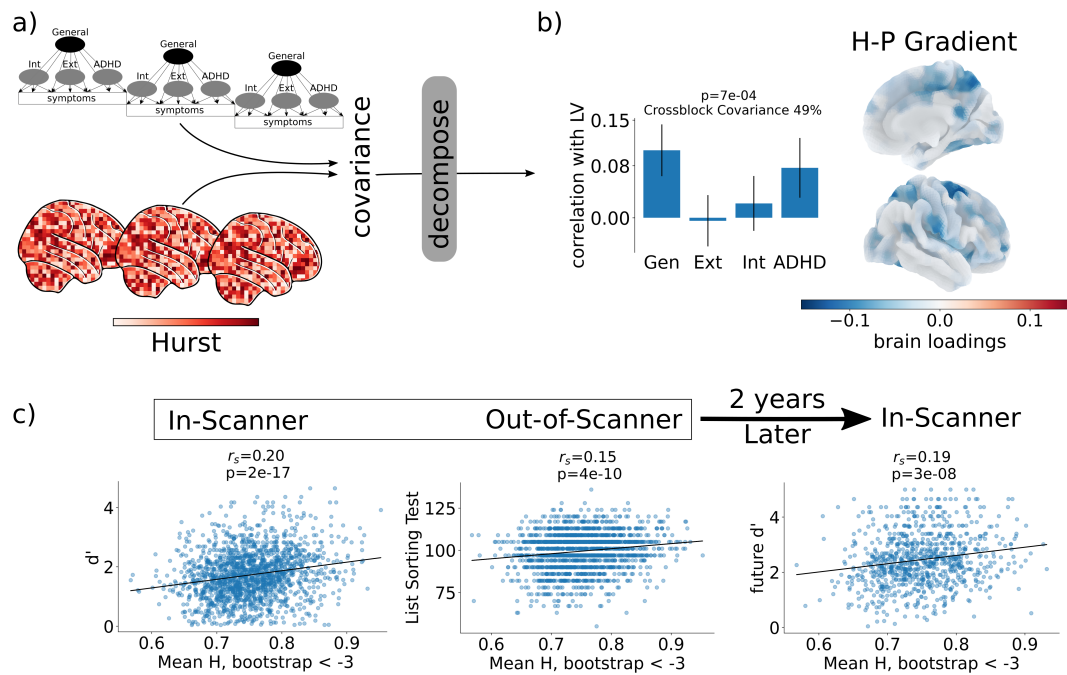 a)
General
Int Ext ADHD
symptoms
General
Int Ext ADHD
symptoms
General
Int Ext ADHD
symptoms
covariance
decompose
Hurst
b)
H-P Gradient
p=7e-04
Crossblock Covariance 49%
correlation with LV
0.15
0.08
0.00
Gen Ext Int ADHD
−0.1 0.0 0.1
brain loadings
c)
In-Scanner Out-of-Scanner
2 years
Later
In-Scanner
rs=0.20
p=2e-17
d'
4
2
0
0.6 0.7 0.8 0.9
Mean H, bootstrap < -3
rs=0.15
p=4e-10
List Sorting Test
125
100
75
0.6 0.7 0.8 0.9
Mean H, bootstrap < -3
rs=0.19
p=3e-08
future d'
4
2
0
0.6 0.7 0.8 0.9
Mean H, bootstrap < -3